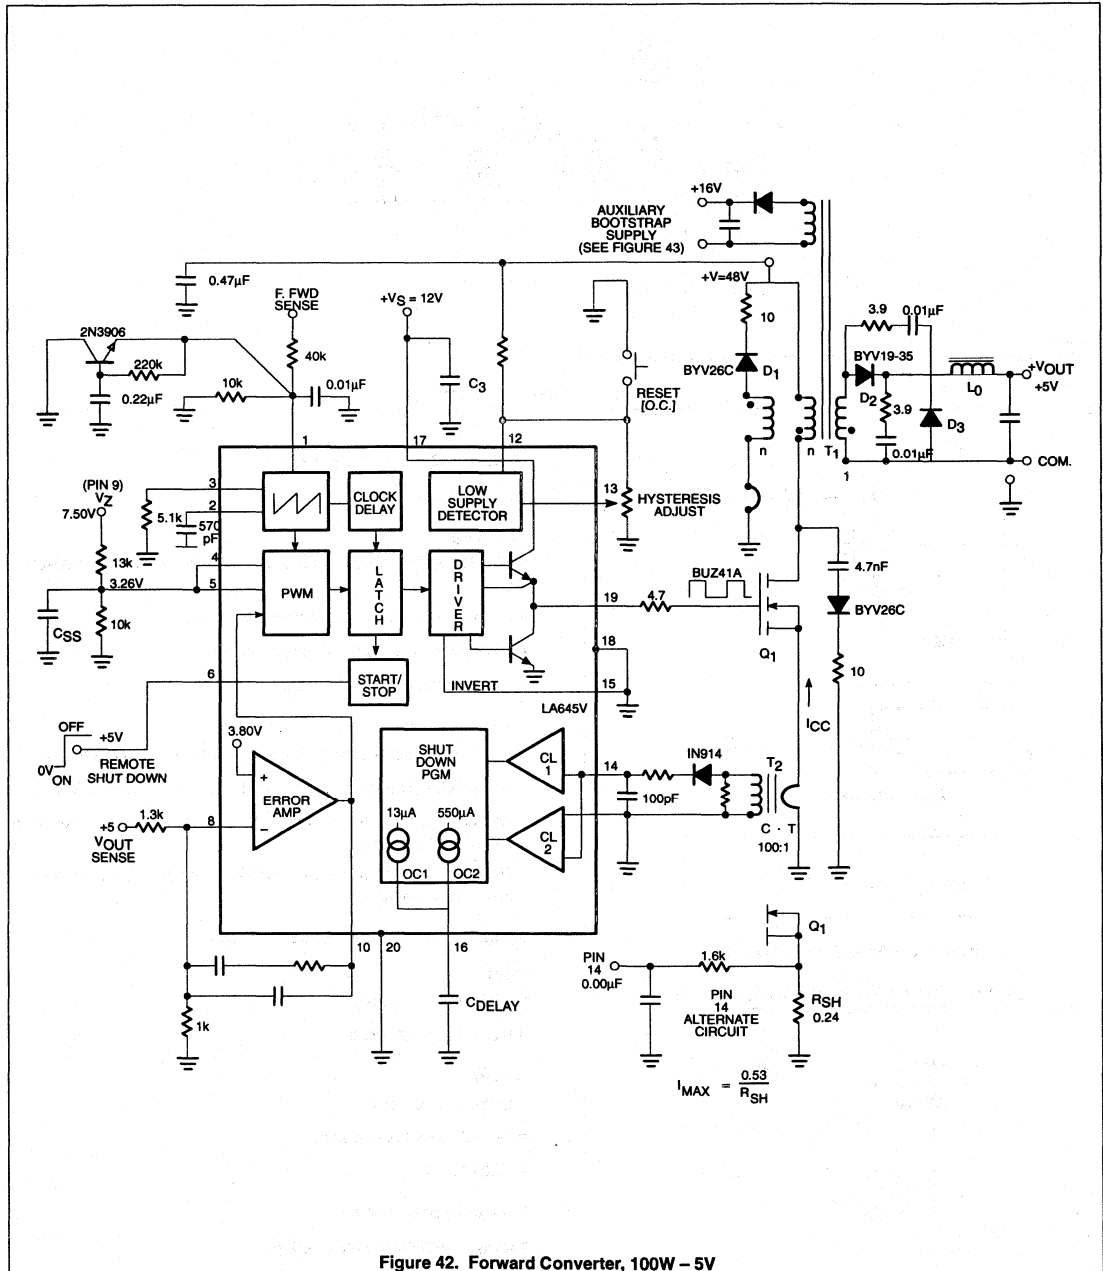 +16V
AUXILIARY
BOOTSTRAP
SUPPLY
(SEE FIGURE 43)
0.47μF
F. FWD
SENSE
+VS = 12V
+V=48V
2N3906
220k
0.22μF
40k
10k
0.01μF
C3
RESET
[O.C.]
10
BYV26C
D1
n
n
T1
1
3.9
0.01μF
BYV19-35
D2
3.9
0.01μF
D3
LO
+VOUT
+5V
COM.
1
17
12
3
2
5.1k
570
pF
(PIN 9)
VZ
7.50V
13k
3.26V
4
5
CSS
10k
CLOCK
DELAY
LOW
SUPPLY
DETECTOR
13
HYSTERESIS
ADJUST
PWM
LATCH
DRIVER
START/
STOP
INVERT
19
4.7
BUZ41A
Q1
4.7nF
BYV26C
10
18
15
LA645V
ICC
6
OFF
+5V
0V
ON
REMOTE
SHUT DOWN
3.80V
+
ERROR
AMP
–
SHUT
DOWN
PGM
13μA
550μA
OC1
OC2
CL
1
CL
2
14
100pF
IN914
T2
C · T
100:1
+5
VOUT
SENSE
1.3k
8
10
20
16
1k
CDELAY
Q1
PIN
14
0.00μF
1.6k
PIN
14
ALTERNATE
CIRCUIT
RSH
0.24
IMAX = 0.53
RSH
Figure 42. Forward Converter, 100W – 5V